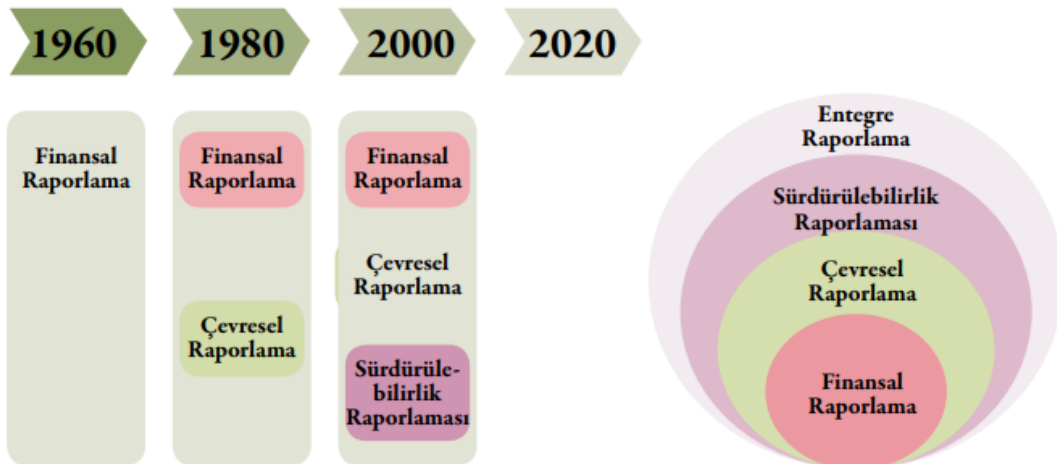 1960
1980
2000
2020
Finansal
Raporlama
Finansal
Raporlama
Çevresel
Raporlama
Finansal
Raporlama
Çevresel
Raporlama
Sürdürüle-
bilirlik
Raporlaması
Entegre
Raporlama
Sürdürülebilirlik
Raporlaması
Çevresel
Raporlama
Finansal
Raporlama